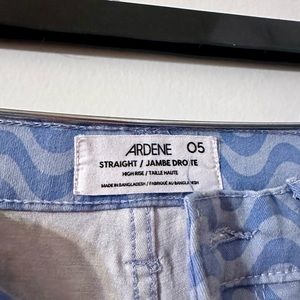 ARDENE 05
STRAIGHT / JAMBE DROITE
HIGH RISE / TAILLE HAUTE
MADE IN BANGLADESH / FABRIQUÉ AU BANGLADESH